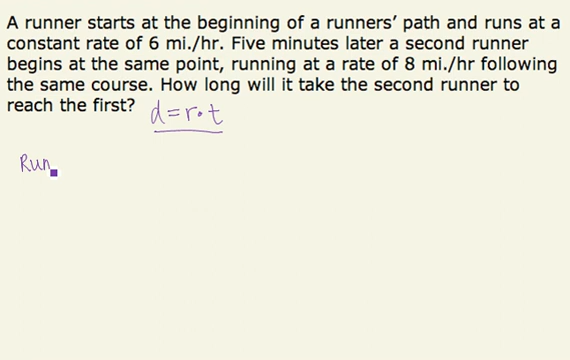 A runner starts at the beginning of a runners’ path and runs at a
constant rate of 6 mi./hr. Five minutes later a second runner
begins at the same point, running at a rate of 8 mi./hr following
the same course. How long will it take the second runner to
reach the first? d=r·t
Run